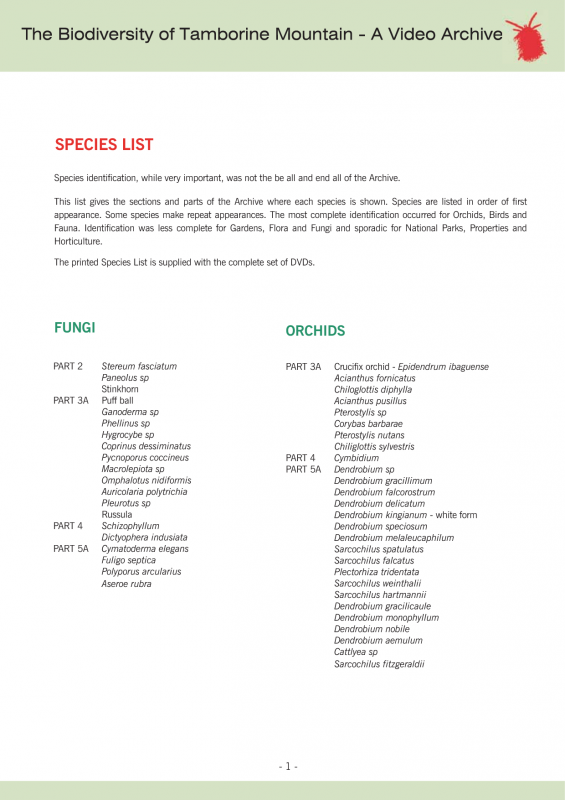 The Biodiversity of Tamborine Mountain - A Video Archive
SPECIES LIST
Species identification, while very important, was not the be all and end all of the Archive.
This list gives the sections and parts of the Archive where each species is shown. Species are listed in order of first
appearance. Some species make repeat appearances. The most complete identification occurred for Orchids, Birds and
Fauna. Identification was less complete for Gardens, Flora and Fungi and sporadic for National Parks, Properties and
Horticulture.
The printed Species List is supplied with the complete set of DVDs.
FUNGI
PART 2 Stereum fasciatum
Paneolus sp
Stinkhorn
PART 3A Puff ball
Ganoderma sp
Phellinus sp
Hygrocybe sp
Coprinus dessiminatus
Pycnoporus coccineus
Macrolepiota sp
Omphalotus nidiformis
Auricularia polytrichia
Pleurotus sp
Russula
PART 4 Schizophyllum
Dictyophera indusiata
PART 5A Cymatoderma elegans
Fuligo septica
Polyporus arcularius
Aseroe rubra
ORCHIDS
PART 3A Crucifix orchid - Epidendrum ibaguense
Acianthus fornicatus
Chiloglottis diphylla
Acianthus pusillus
Pterostylis sp
Corybas barbarae
Pterostylis nutans
Chiliglottis sylvestris
PART 4 Cymbidium
PART 5A Dendrobium sp
Dendrobium gracillimum
Dendrobium falcorostrum
Dendrobium delicatum
Dendrobium kingianum - white form
Dendrobium speciosum
Dendrobium melaleucaphilum
Sarcochilus spatulatus
Sarcochilus falcatus
Plectorhiza tridentata
Sarcochilus weinthalii
Sarcochilus hartmannii
Dendrobium gracilicaule
Dendrobium monophyllum
Dendrobium nobile
Dendrobium aemulum
Cattlyea sp
Sarcochilus fitzgeraldii
- 1 -